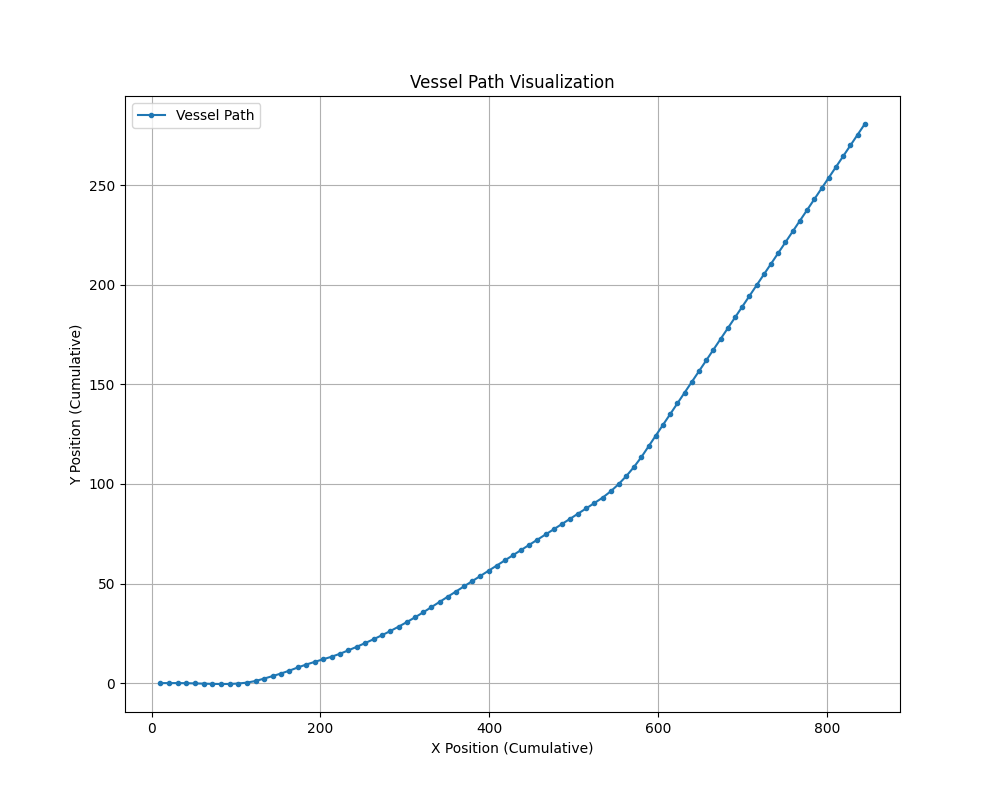 Vessel Path Visualization
Vessel Path
Y Position (Cumulative)
250
200
150
100
50
0
0 200 400 600 800
X Position (Cumulative)